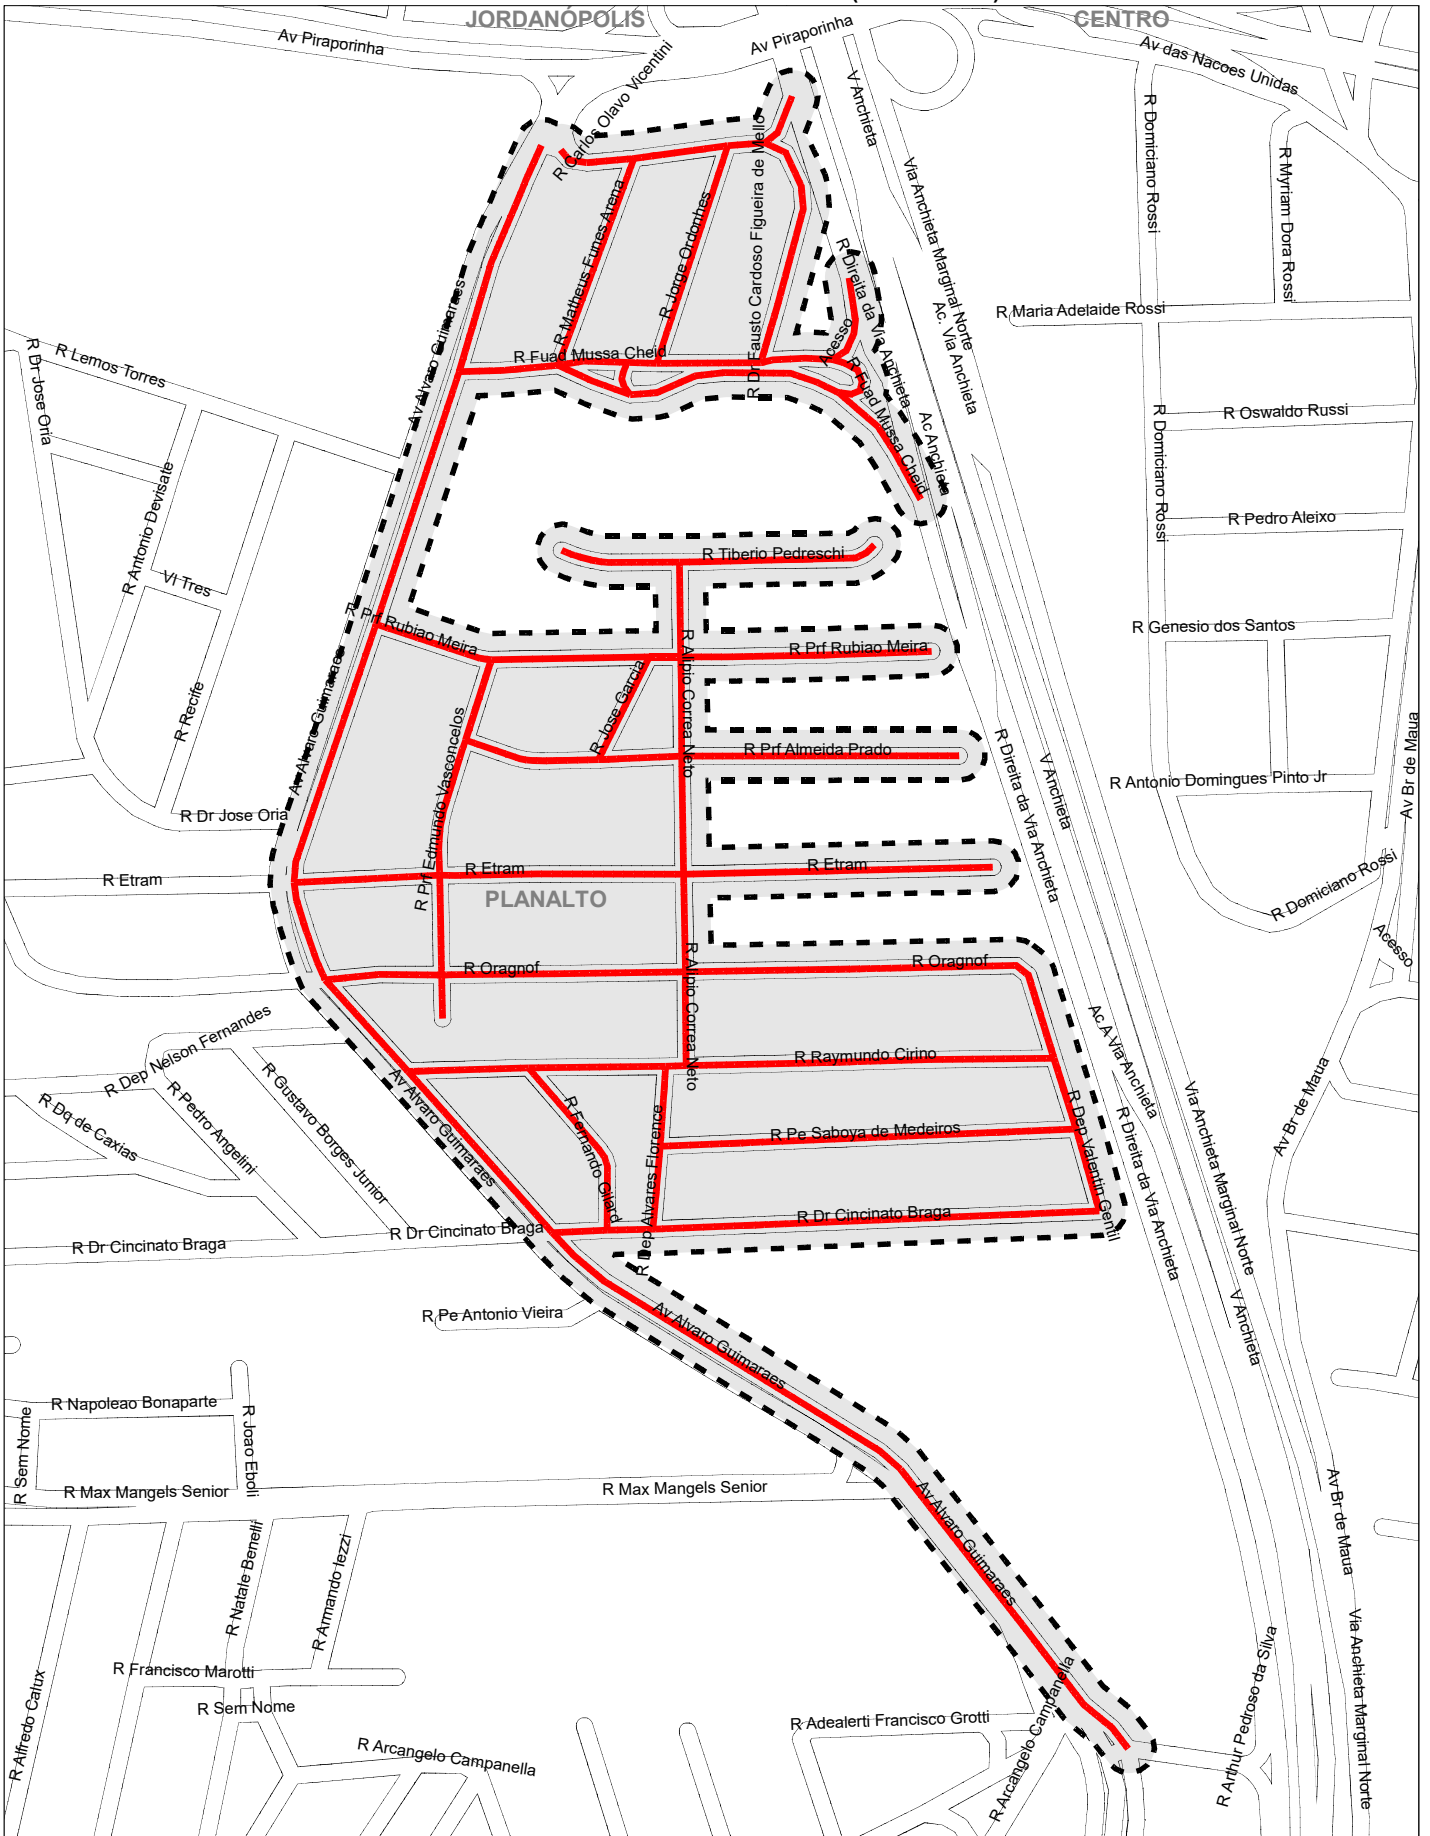 JORDANÓPOLIS
CENTRO
Av Piraporinha
Av Piraporinha
Av das Nacoes Unidas
R Carlos Olavo Vicentini
V Anchieta
R Domiciano Rossi
R Myriam Dora Rossi
Via Anchieta Marginal Norte
R Matheus Funes Arena
R Jorge Ordonhes
R Dr Fausto Cardoso Figueira de Mello
R Direita da Via Anchieta
Ac. Via Anchieta
R Maria Adelaide Rossi
Av Alvaro Guimaraes
Acesso
R Fuad Mussa Cheid
R Fuad Mussa Cheid
R Lemos Torres
R Dr Jose Oria
R Oswaldo Russi
Ac Anchieta
R Domiciano Rossi
R Antonio Devisate
R Pedro Aleixo
R Tiberio Pedreschi
VI Tres
R Prf Rubiao Meira
R Prf Rubiao Meira
R Genesio dos Santos
R Alipio Correa Neto
R Jose Garcia
Av Alvaro Guimaraes
R Recife
R Prf Edmundo Vasconcelos
R Prf Almeida Prado
R Direita da Via Anchieta
V Anchieta
Av Br de Maua
R Antonio Domingues Pinto Jr
R Dr Jose Oria
R Etram
R Etram
R Etram
PLANALTO
R Domiciano Rossi
Acesso
R Oragnof
R Oragnof
R Alipio Correa Neto
R Dep Nelson Fernandes
R Raymundo Cirino
Ac A Via Anchieta
R Dq de Caxias
R Pedro Angelini
R Gustavo Borges Junior
Av Alvaro Guimaraes
R Fernando Gilard
R Dep Alvares Florence
R Pe Saboya de Medeiros
R Dep Valentin Gentil
R Direita da Via Anchieta
Via Anchieta Marginal Norte
Av Br de Maua
R Dr Cincinato Braga
R Dr Cincinato Braga
R Dr Cincinato Braga
R Pe Antonio Vieira
Av Alvaro Guimaraes
V Anchieta
R Napoleao Bonaparte
R Sem Nome
R Joao Eboli
R Max Mangels Senior
R Max Mangels Senior
Av Alvaro Guimaraes
Av Br de Maua
R Natale Benelli
R Armando Iezzi
R Francisco Marotti
R Sem Nome
R Alfredo Calux
R Arcangelo Campanella
R Adealerti Francisco Grotti
R Arcangelo Campanella
R Arthur Pedroso da Silva
Via Anchieta Marginal Norte